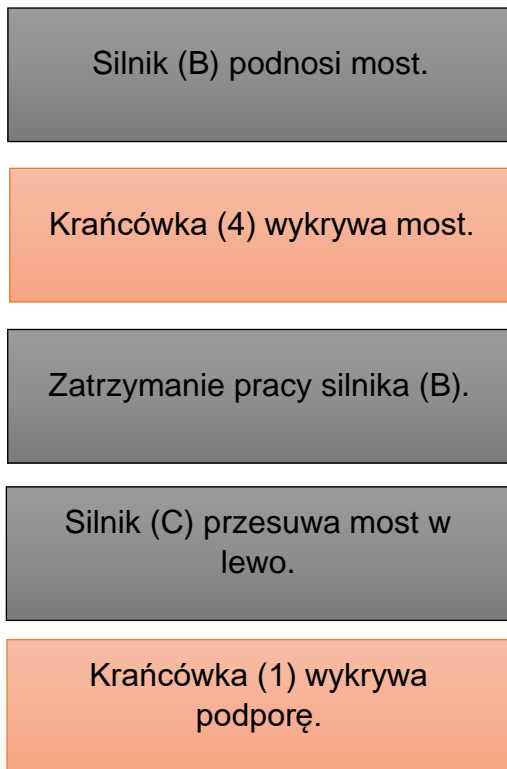 Silnik (B) podnosi most.
Krańcówka (4) wykrywa most.
Zatrzymanie pracy silnika (B).
Silnik (C) przesuwa most w
lewo.
Krańcówka (1) wykrywa
podporę.